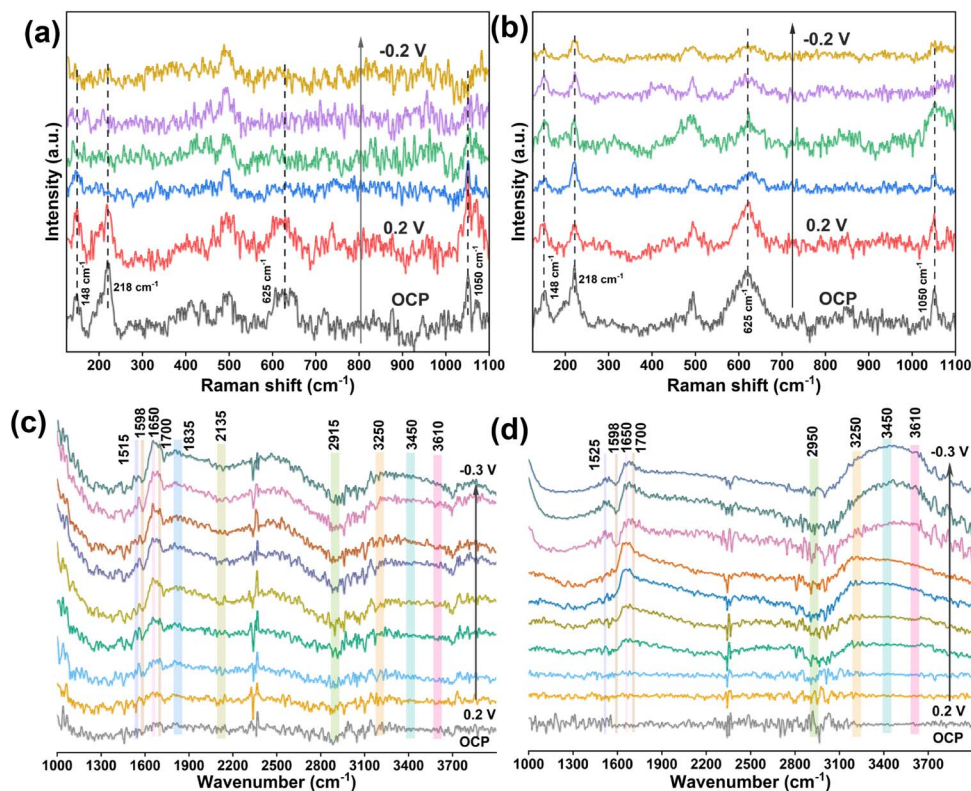 (a)
-0.2 V
0.2 V
OCP
148 cm-1
218 cm-1
625 cm-1
1050 cm-1
Intensity (a.u.)
200 300 400 500 600 700 800 900 1000 1100
Raman shift (cm-1)
(b)
-0.2 V
0.2 V
OCP
148 cm-1
218 cm-1
625 cm-1
1050 cm-1
Intensity (a.u.)
200 300 400 500 600 700 800 900 1000 1100
Raman shift (cm-1)
(c)
1515
1598
1650
1700
1835
2135
2915
3250
3450
3610
-0.3 V
0.2 V
OCP
1000 1300 1600 1900 2200 2500 2800 3100 3400 3700
Wavenumber (cm-1)
(d)
1525
1598
1650
1700
2950
3250
3450
3610
-0.3 V
0.2 V
OCP
1000 1300 1600 1900 2200 2500 2800 3100 3400 3700
Wavenumber (cm-1)